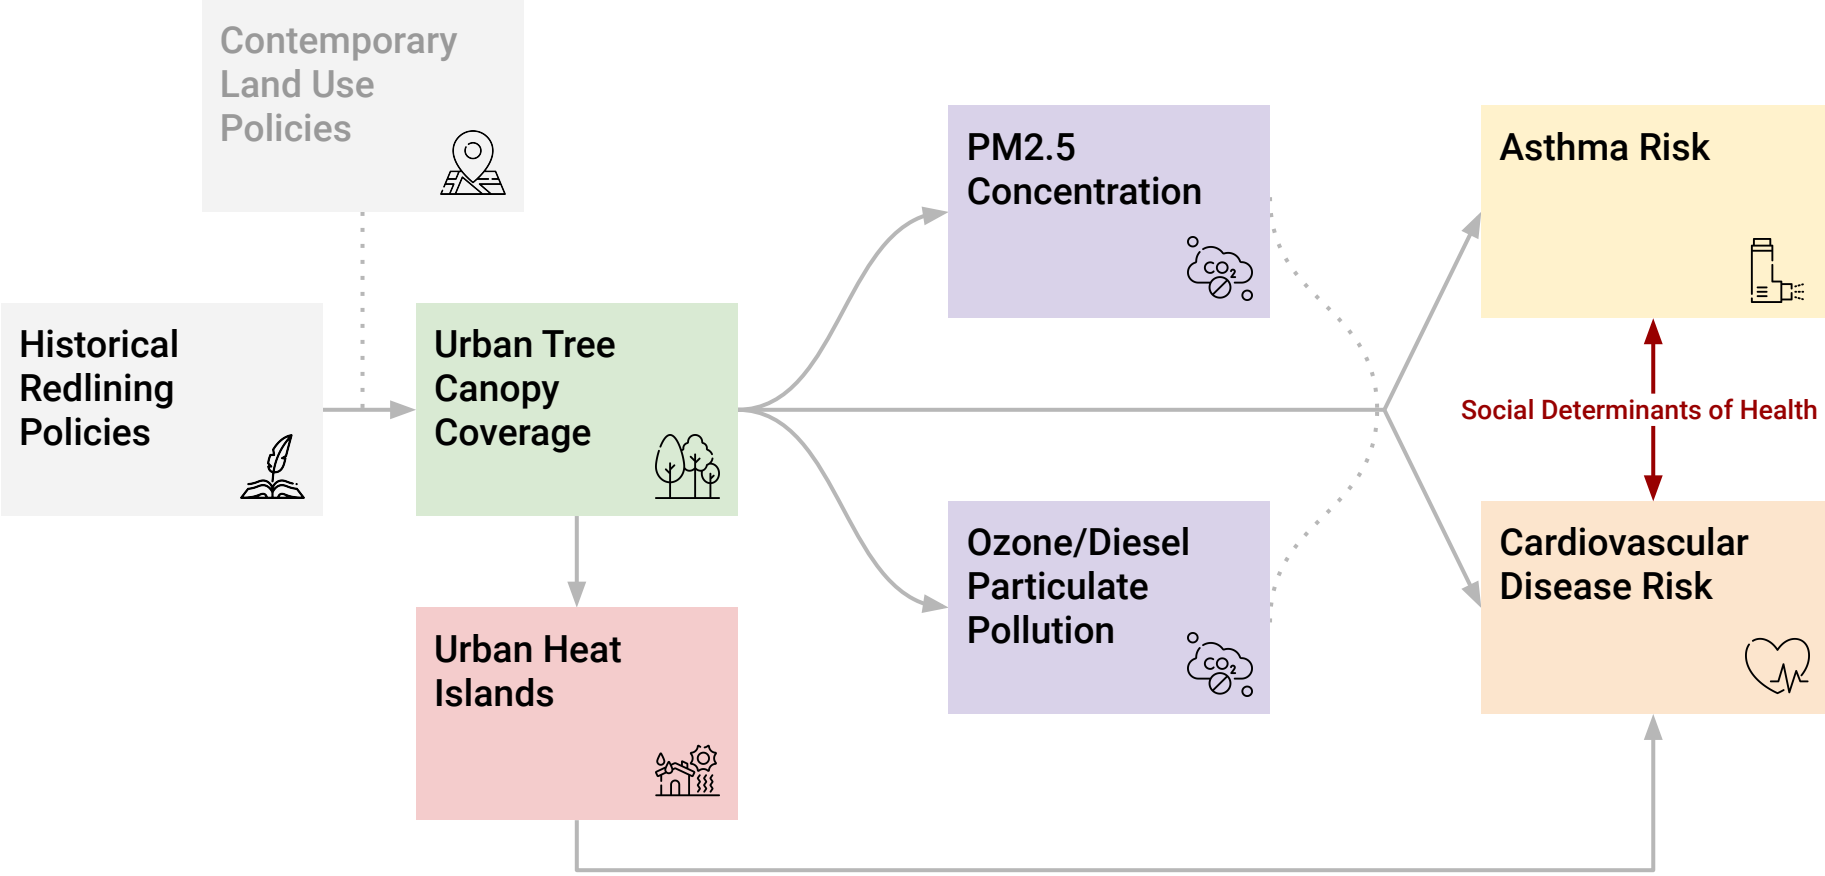 Contemporary
Land Use
Policies
Historical
Redlining
Policies
Urban Tree
Canopy
Coverage
Urban Heat
Islands
PM2.5
Concentration
CO2
Ozone/Diesel
Particulate
Pollution
CO2
Asthma Risk
Social Determinants of Health
Cardiovascular
Disease Risk